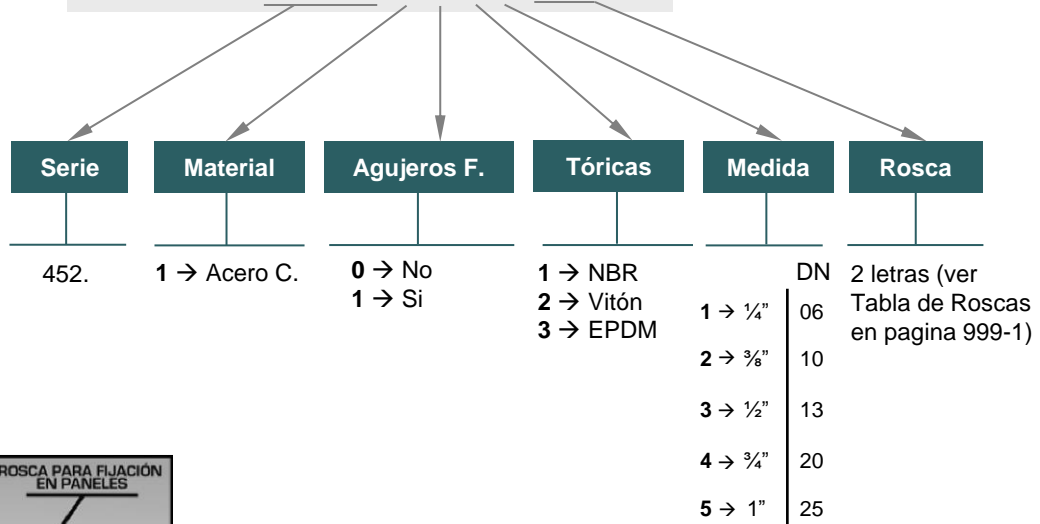 Serie
Material
Agujeros F.
Tóricas
Medida
Rosca
452.
1 → Acero C.
0 → No
1 → Si
1 → NBR
2 → Vitón
3 → EPDM
DN
1 → ¼” 06
2 → ⅜” 10
3 → ½” 13
4 → ¾” 20
5 → 1” 25
2 letras (ver
Tabla de Roscas
en pagina 999-1)
ROSCA PARA FIJACIÓN
EN PANELES